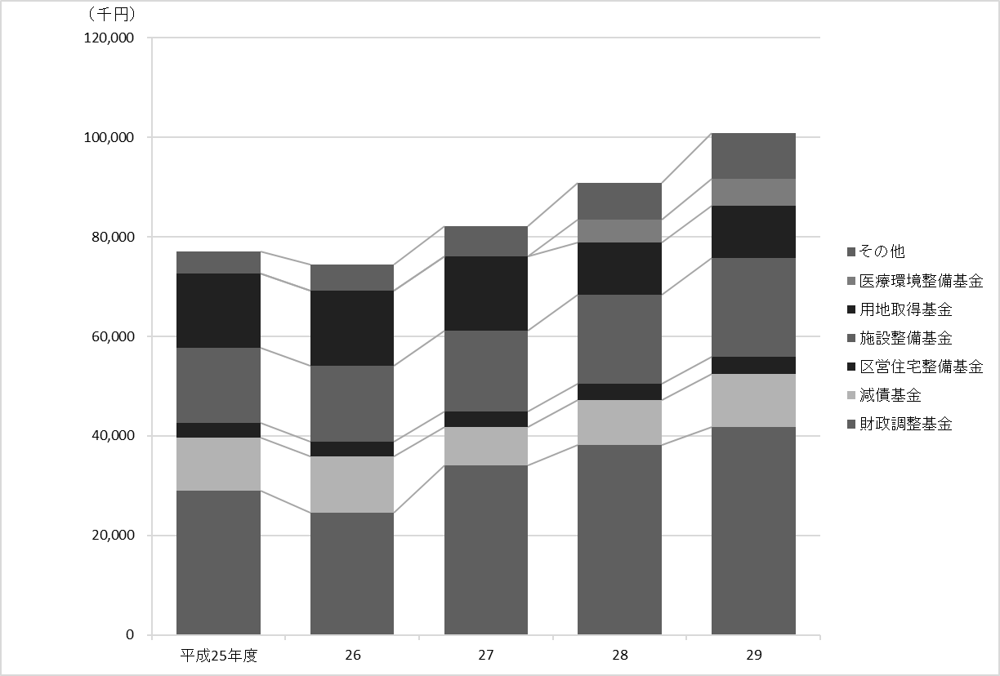 （千円）
120,000
100,000
80,000
60,000
40,000
20,000
0
平成25年度
26
27
28
29
その他
医療環境整備基金
用地取得基金
施設整備基金
区営住宅整備基金
減債基金
財政調整基金